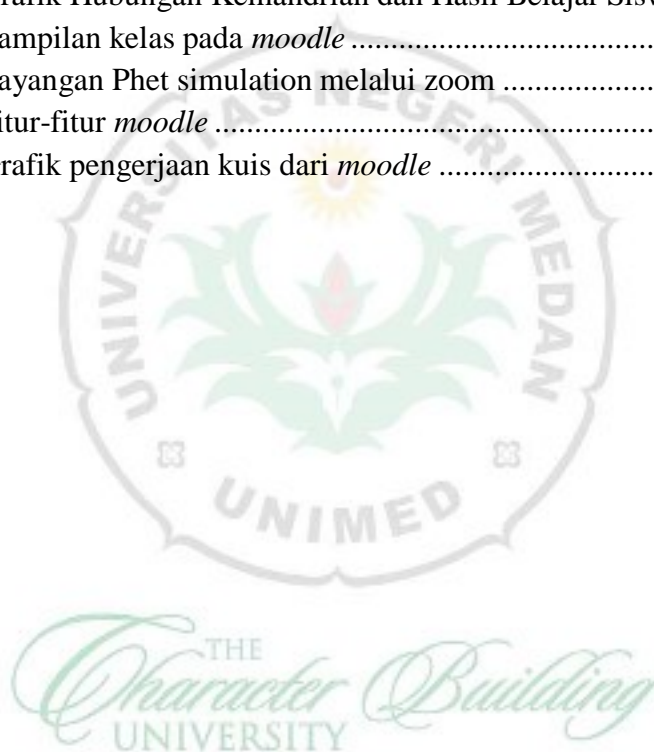 rafik Hubungan Kemandirian dan Hasil Belajar Sisw
ampilan kelas pada moodle ......................................
ayangan Phet simulation melalui zoom ..................
itur-fitur moodle .......................................................
rafik pengerjaan kuis dari moodle ..........................
UNIVERSITAS NEGERI MEDAN
UNIMED
THE
Character Building
UNIVERSITY